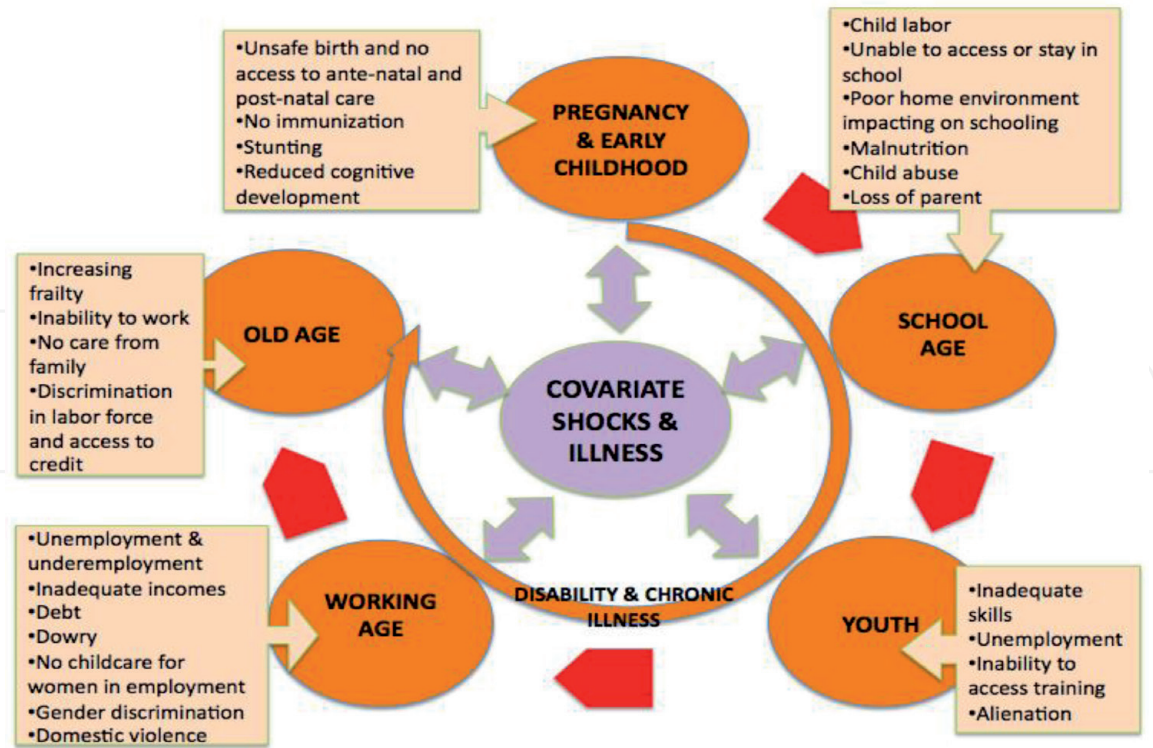 •Unsafe birth and no
access to ante-natal and
post-natal care
•No immunization
•Stunting
•Reduced cognitive
development
PREGNANCY
& EARLY
CHILDHOOD
•Child labor
•Unable to access or stay in
school
•Poor home environment
impacting on schooling
•Malnutrition
•Child abuse
•Loss of parent
•Increasing
frailty
•Inability to work
•No care from
family
•Discrimination
in labor force
and access to
credit
OLD AGE
COVARIATE
SHOCKS &
ILLNESS
SCHOOL
AGE
•Unemployment &
underemployment
•Inadequate incomes
•Debt
•Dowry
•No childcare for
women in employment
•Gender discrimination
•Domestic violence
WORKING
AGE
DISABILITY & CHRONIC
ILLNESS
YOUTH
•Inadequate
skills
•Unemployment
•Inability to
access training
•Alienation